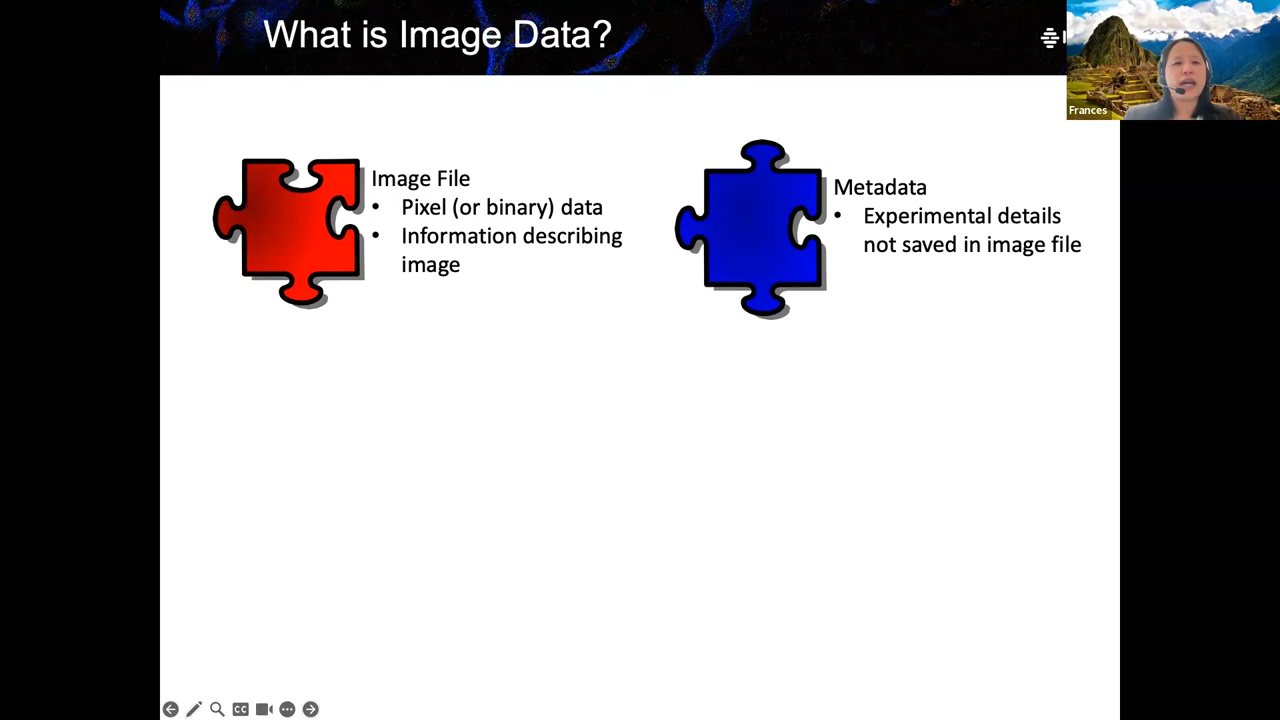 What is Image Data?
Frances
Image File
• Pixel (or binary) data
• Information describing
image
Metadata
• Experimental details
not saved in image file
CC